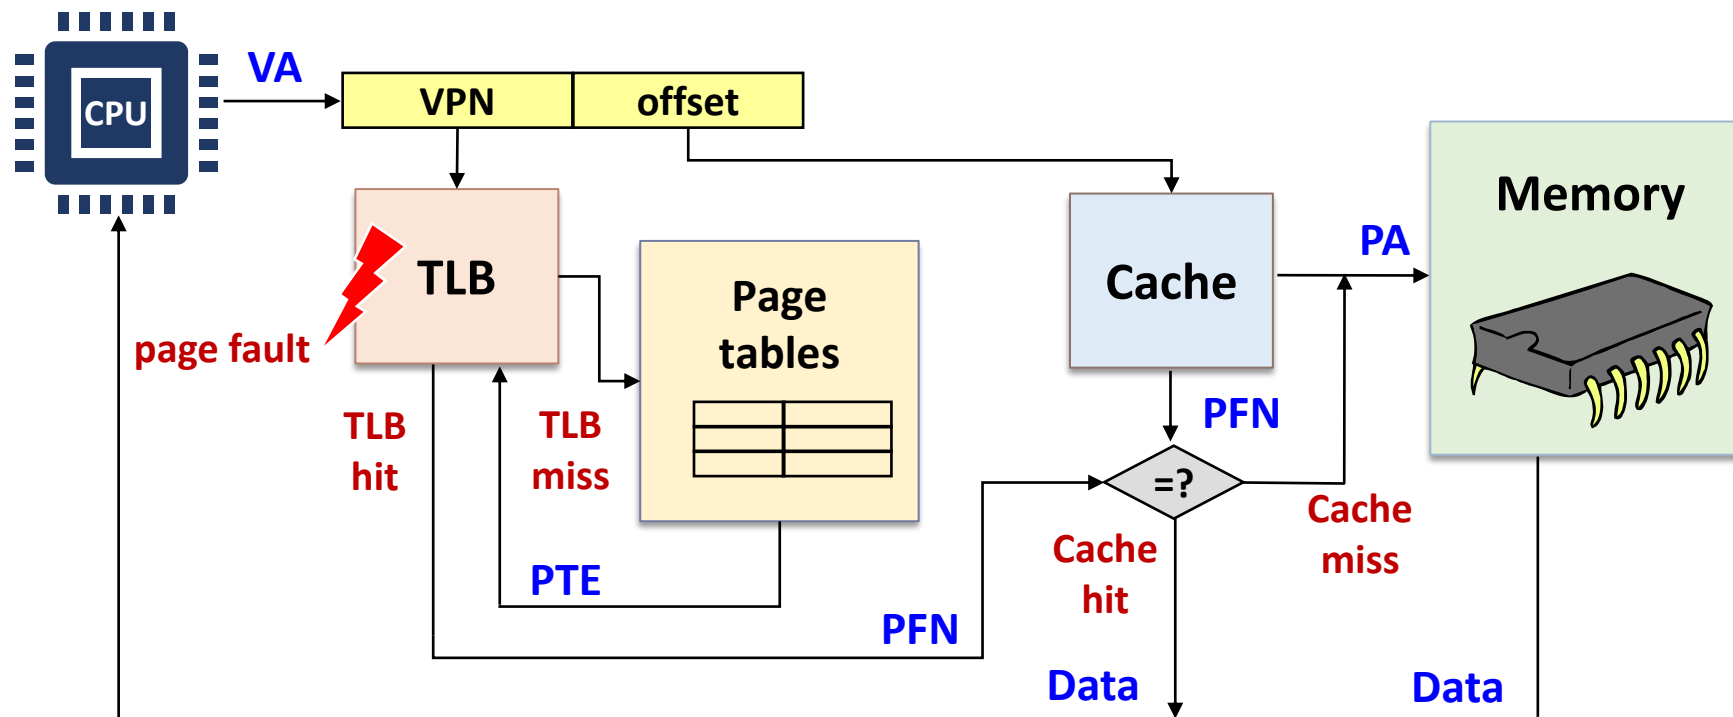 VA
CPU
VPN
offset
Memory
PA
TLB
Cache
Page
tables
page fault
TLB
hit
TLB
miss
PFN
=?
Cache
miss
Cache
hit
PTE
PFN
Data
Data